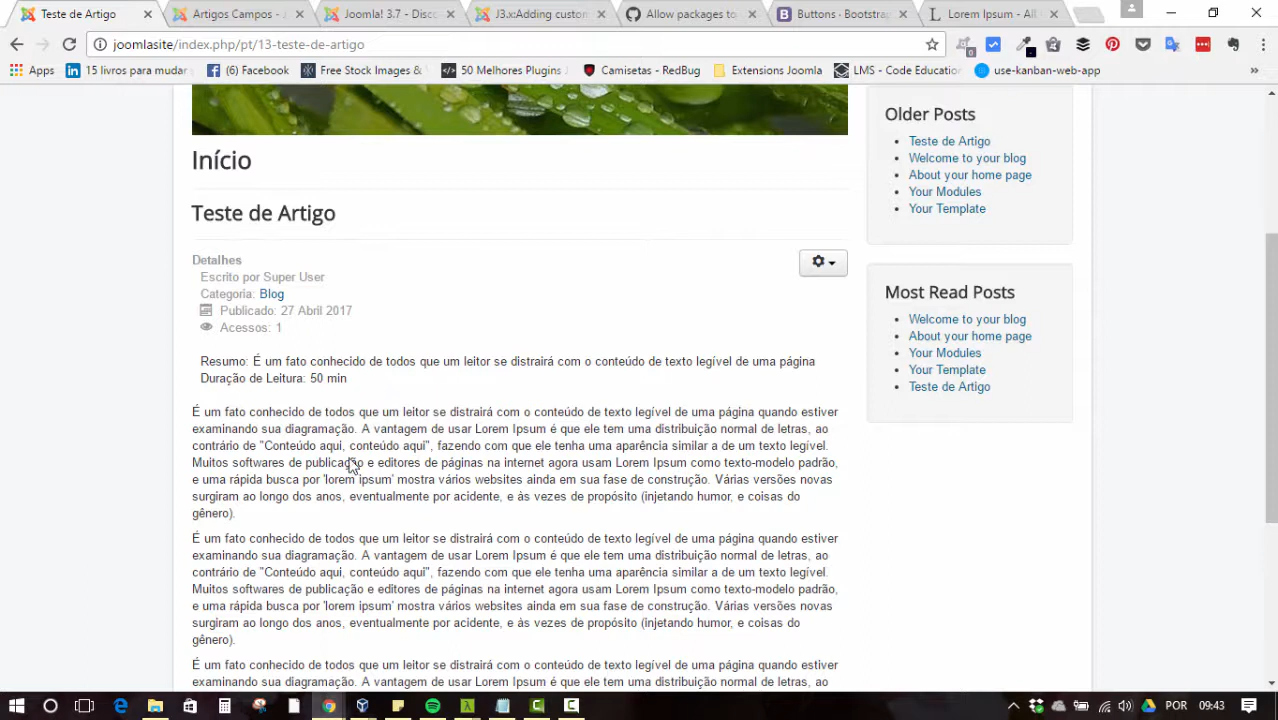 Teste de Artigo
Artigos Campos -
Joomla! 3.7 - Disco
J3.x:Adding custom
Allow packages to
Buttons · Bootstrap
Lorem Ipsum - All
joomlasite/index.php/pt/13-teste-de-artigo
Apps
15 livros para mudar
(6) Facebook
Free Stock Images &
50 Melhores Plugins
Camisetas - RedBug
Extensions Joomla
LMS - Code Education
use-kanban-web-app
»
Início
Teste de Artigo
Detalhes
Escrito por Super User
Categoria: Blog
Publicado: 27 Abril 2017
Acessos: 1
Resumo: É um fato conhecido de todos que um leitor se distrairá com o conteúdo de texto legível de uma página
Duração de Leitura: 50 min
É um fato conhecido de todos que um leitor se distrairá com o conteúdo de texto legível de uma página quando estiver
examinando sua diagramação. A vantagem de usar Lorem Ipsum é que ele tem uma distribuição normal de letras, ao
contrário de "Conteúdo aqui, conteúdo aqui", fazendo com que ele tenha uma aparência similar a de um texto legível.
Muitos softwares de publicação e editores de páginas na internet agora usam Lorem Ipsum como texto-modelo padrão,
e uma rápida busca por 'lorem ipsum' mostra vários websites ainda em sua fase de construção. Várias versões novas
surgiram ao longo dos anos, eventualmente por acidente, e às vezes de propósito (injetando humor, e coisas do
gênero).
É um fato conhecido de todos que um leitor se distrairá com o conteúdo de texto legível de uma página quando estiver
examinando sua diagramação. A vantagem de usar Lorem Ipsum é que ele tem uma distribuição normal de letras, ao
contrário de "Conteúdo aqui, conteúdo aqui", fazendo com que ele tenha uma aparência similar a de um texto legível.
Muitos softwares de publicação e editores de páginas na internet agora usam Lorem Ipsum como texto-modelo padrão,
e uma rápida busca por 'lorem ipsum' mostra vários websites ainda em sua fase de construção. Várias versões novas
surgiram ao longo dos anos, eventualmente por acidente, e às vezes de propósito (injetando humor, e coisas do
gênero).
É um fato conhecido de todos que um leitor se distrairá com o conteúdo de texto legível de uma página quando estiver
examinando sua diagramação. A vantagem de usar Lorem Ipsum é que ele tem uma distribuição normal de letras, ao
Older Posts
Teste de Artigo
Welcome to your blog
About your home page
Your Modules
Your Template
Most Read Posts
Welcome to your blog
About your home page
Your Modules
Your Template
Teste de Artigo
POR
09:43